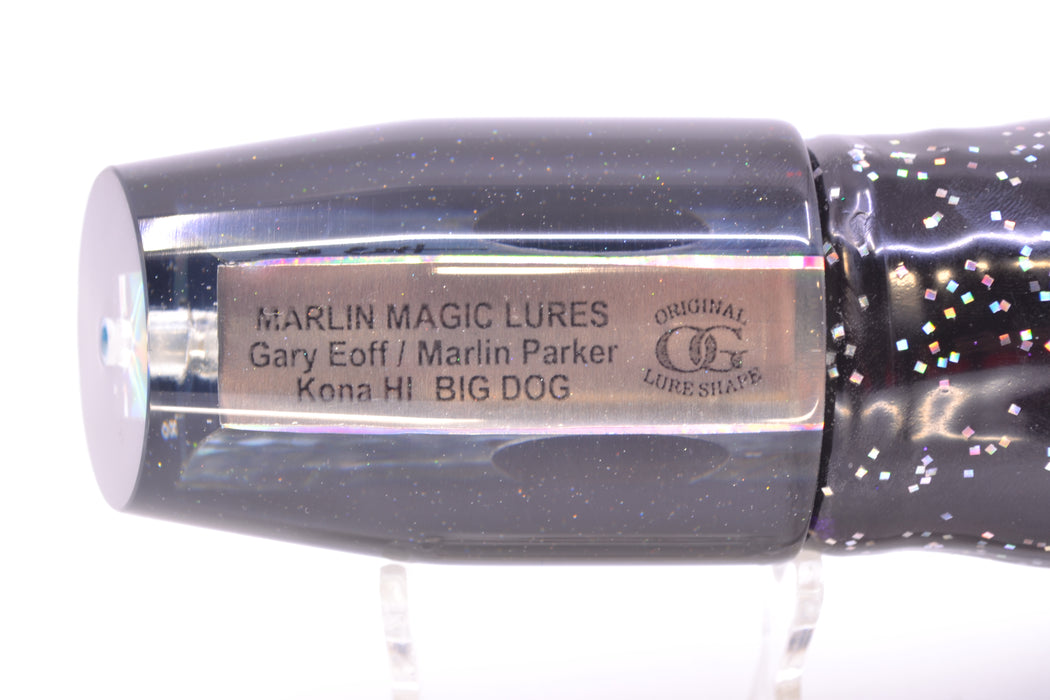 MARLIN MAGIC LURES
Gary Eoff / Marlin Parker
Kona HI BIG DOG
ORIGINAL
OG
LURE SHAPE